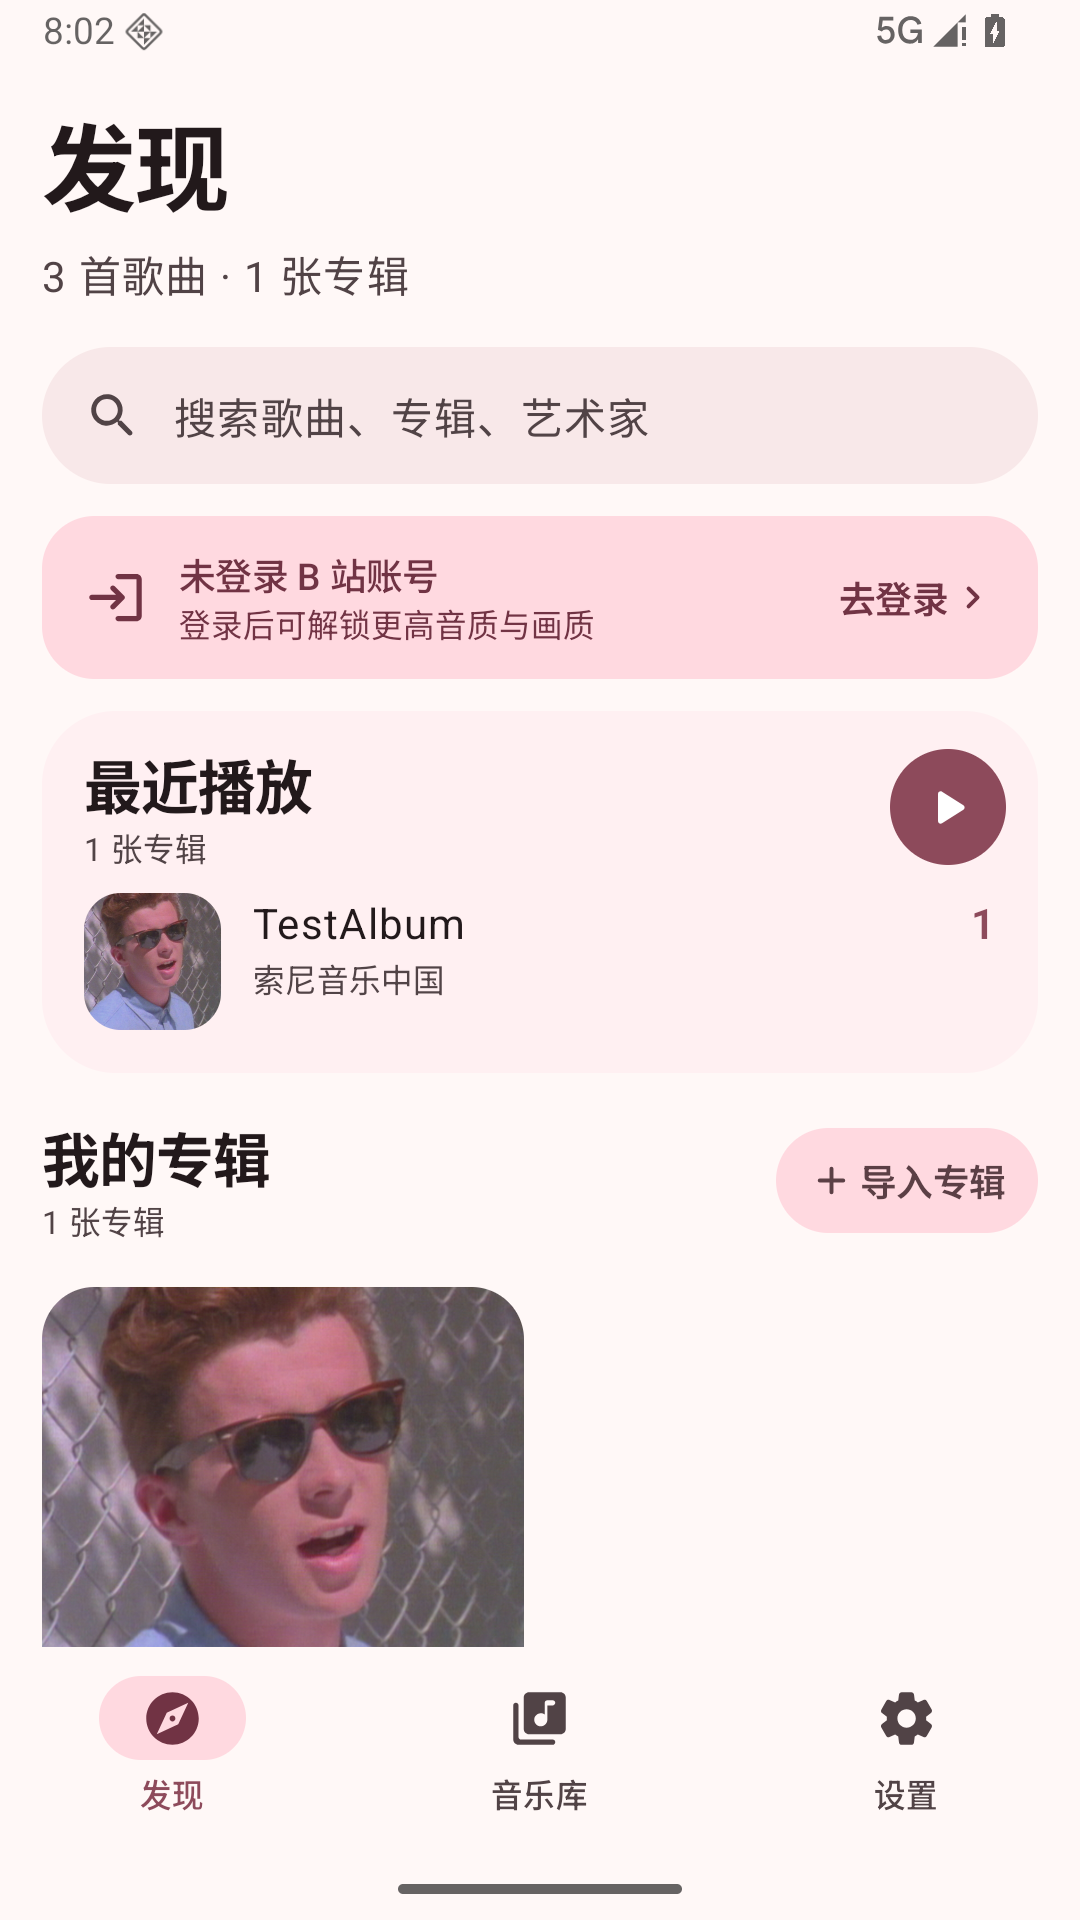 8:02
5G
发现
3 首歌曲 · 1 张专辑
搜索歌曲、专辑、艺术家
未登录 B 站账号
登录后可解锁更高音质与画质
去登录
最近播放
1 张专辑
TestAlbum
1
索尼音乐中国
我的专辑
1 张专辑
导入专辑
发现
音乐库
设置